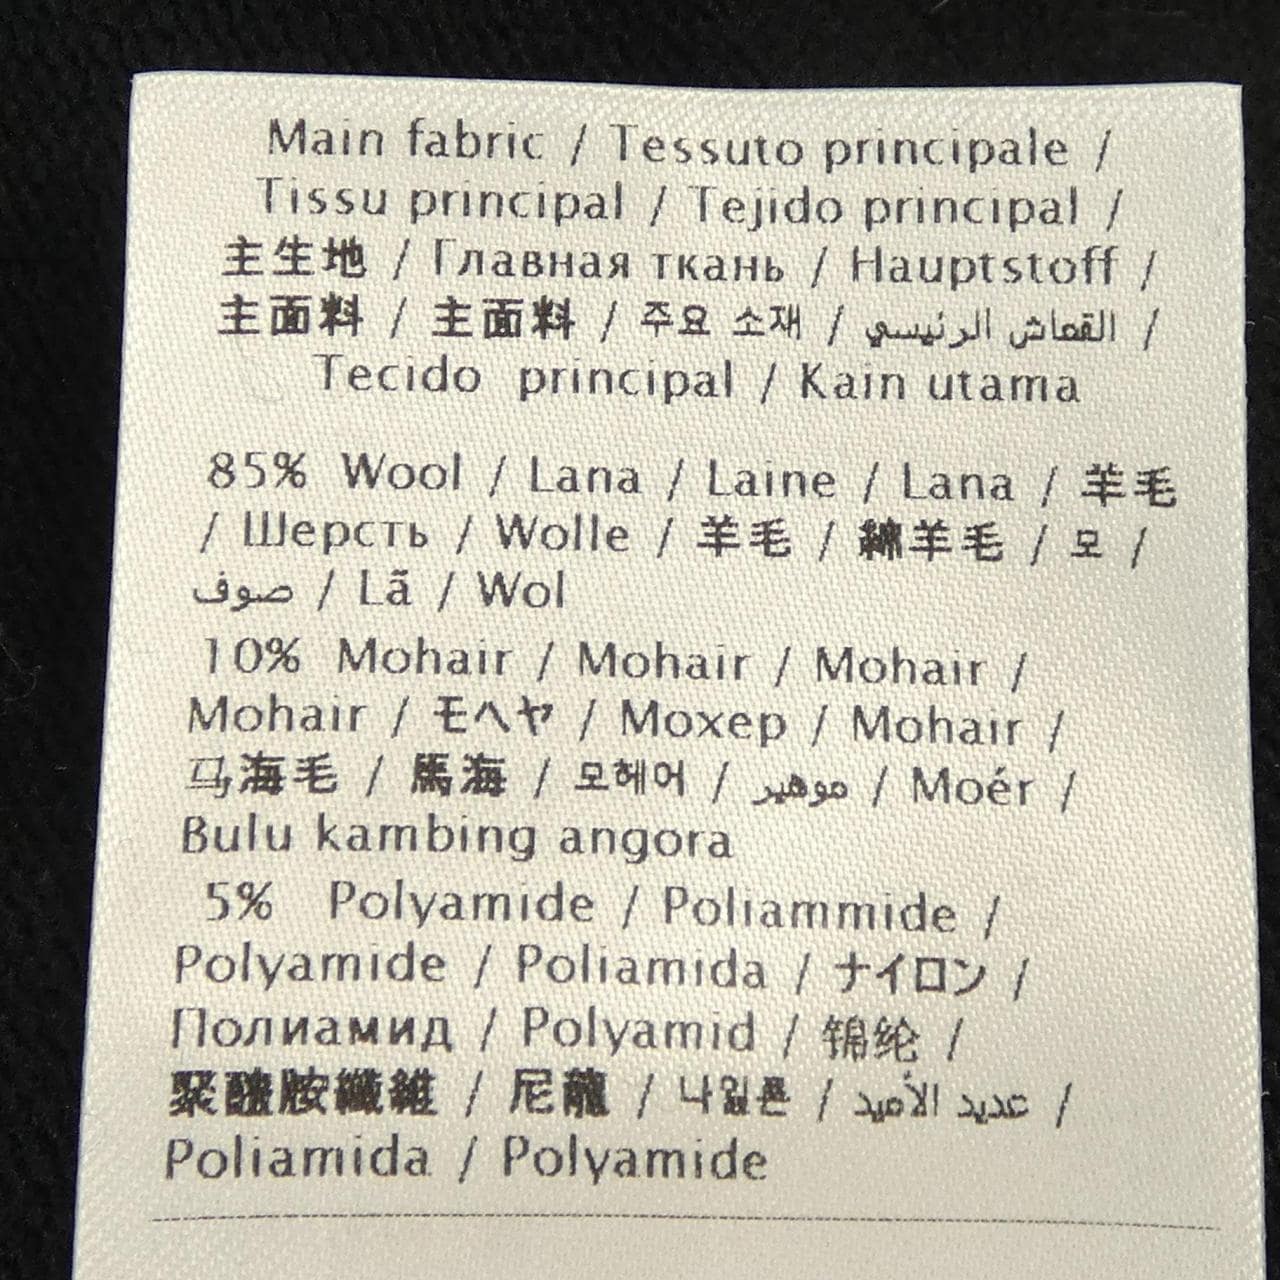 Main fabric / Tessuto principale /
Tissu principal / Tejido principal /
主生地 / Главная ткань / Hauptstoff /
主面料 / 主面料 / 주요 소재 / القماش الرئيسي /
Tecido principal / Kain utama
85% Wool / Lana / Laine / Lana / 羊毛
/ Шерсть / Wolle / 羊毛 / 綿羊毛 / 모 /
صوف / Lã / Wol
10% Mohair / Mohair / Mohair /
Mohair / モヘヤ / Мохер / Mohair /
马海毛 / 馬海 / 모헤어 / موهير / Moér /
Bulu kambing angora
5% Polyamide / Poliammide /
Polyamide / Poliamida / ナイロン /
Полиамид / Polyamid / 锦纶 /
聚醯胺纖維 / 尼龍 / 나일론 / عديد الأميد /
Poliamida / Polyamide